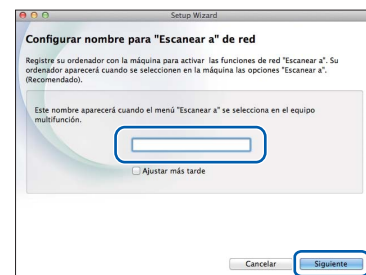 Setup Wizard
Configurar nombre para "Escanear a" de red
Registre su ordenador con la máquina para activar las funciones de red "Escanear a". Su
ordenador aparecerá cuando se seleccionen en la máquina las opciones "Escanear a".
(Recomendado).
Este nombre aparecerá cuando el menú "Escanear a" se selecciona en el equipo
multifunción.
Ajustar más tarde
Cancelar
Siguiente